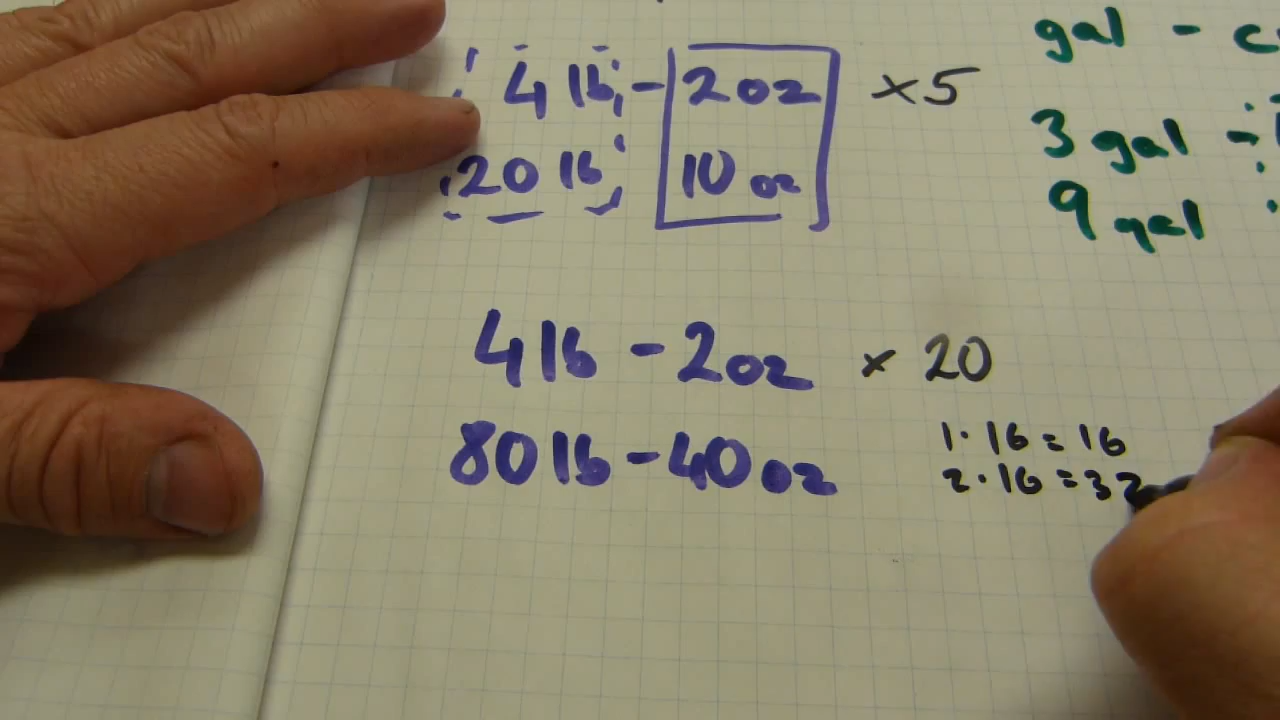 4 lb - 2 oz × 5
20 lb 10 oz
4 lb - 2 oz × 20
80 lb - 40 oz
1 · 16 = 16
2 · 16 = 32
gal - c
3 gal -
9 gal